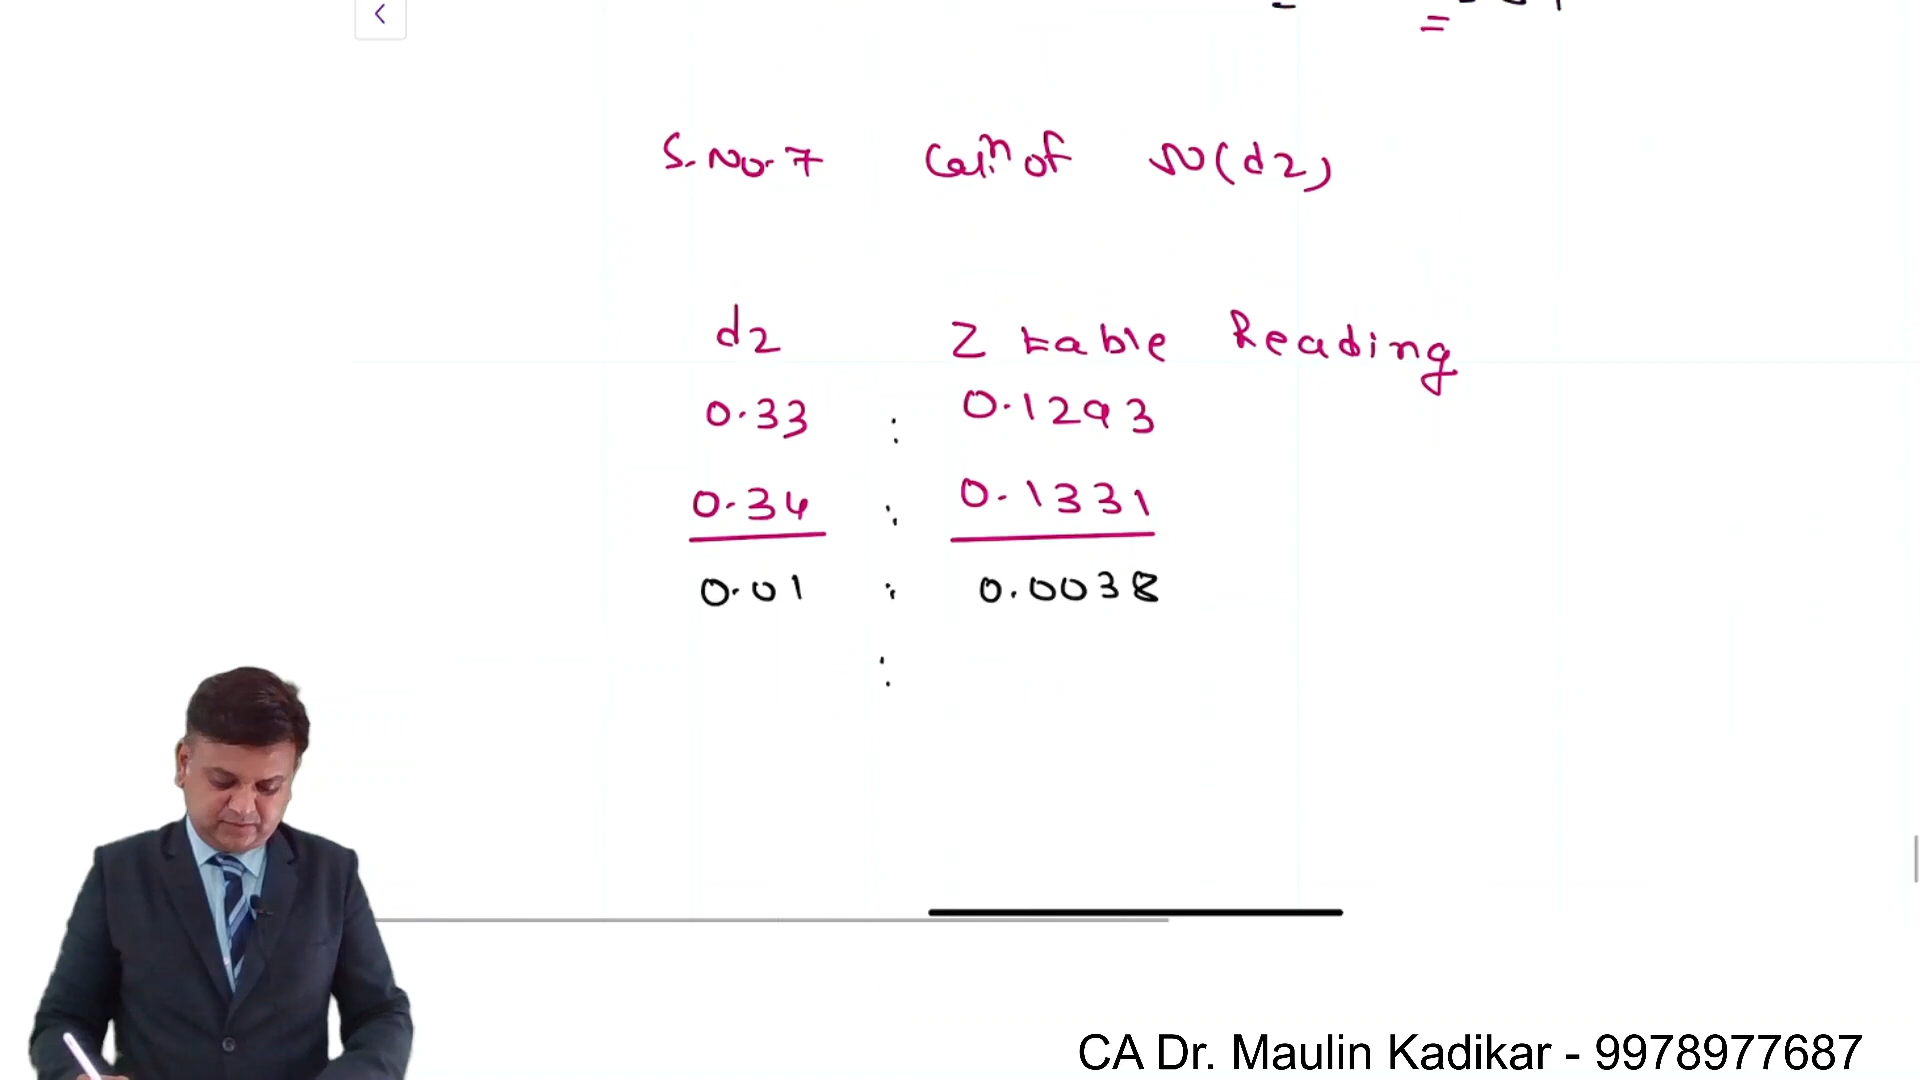 =
S. No. 7 Calⁿ of N(d2)
d2 Z table Reading
0.33 : 0.1293
0.34 : 0.1331
0.01 : 0.0038
:
CA Dr. Maulin Kadikar - 9978977687